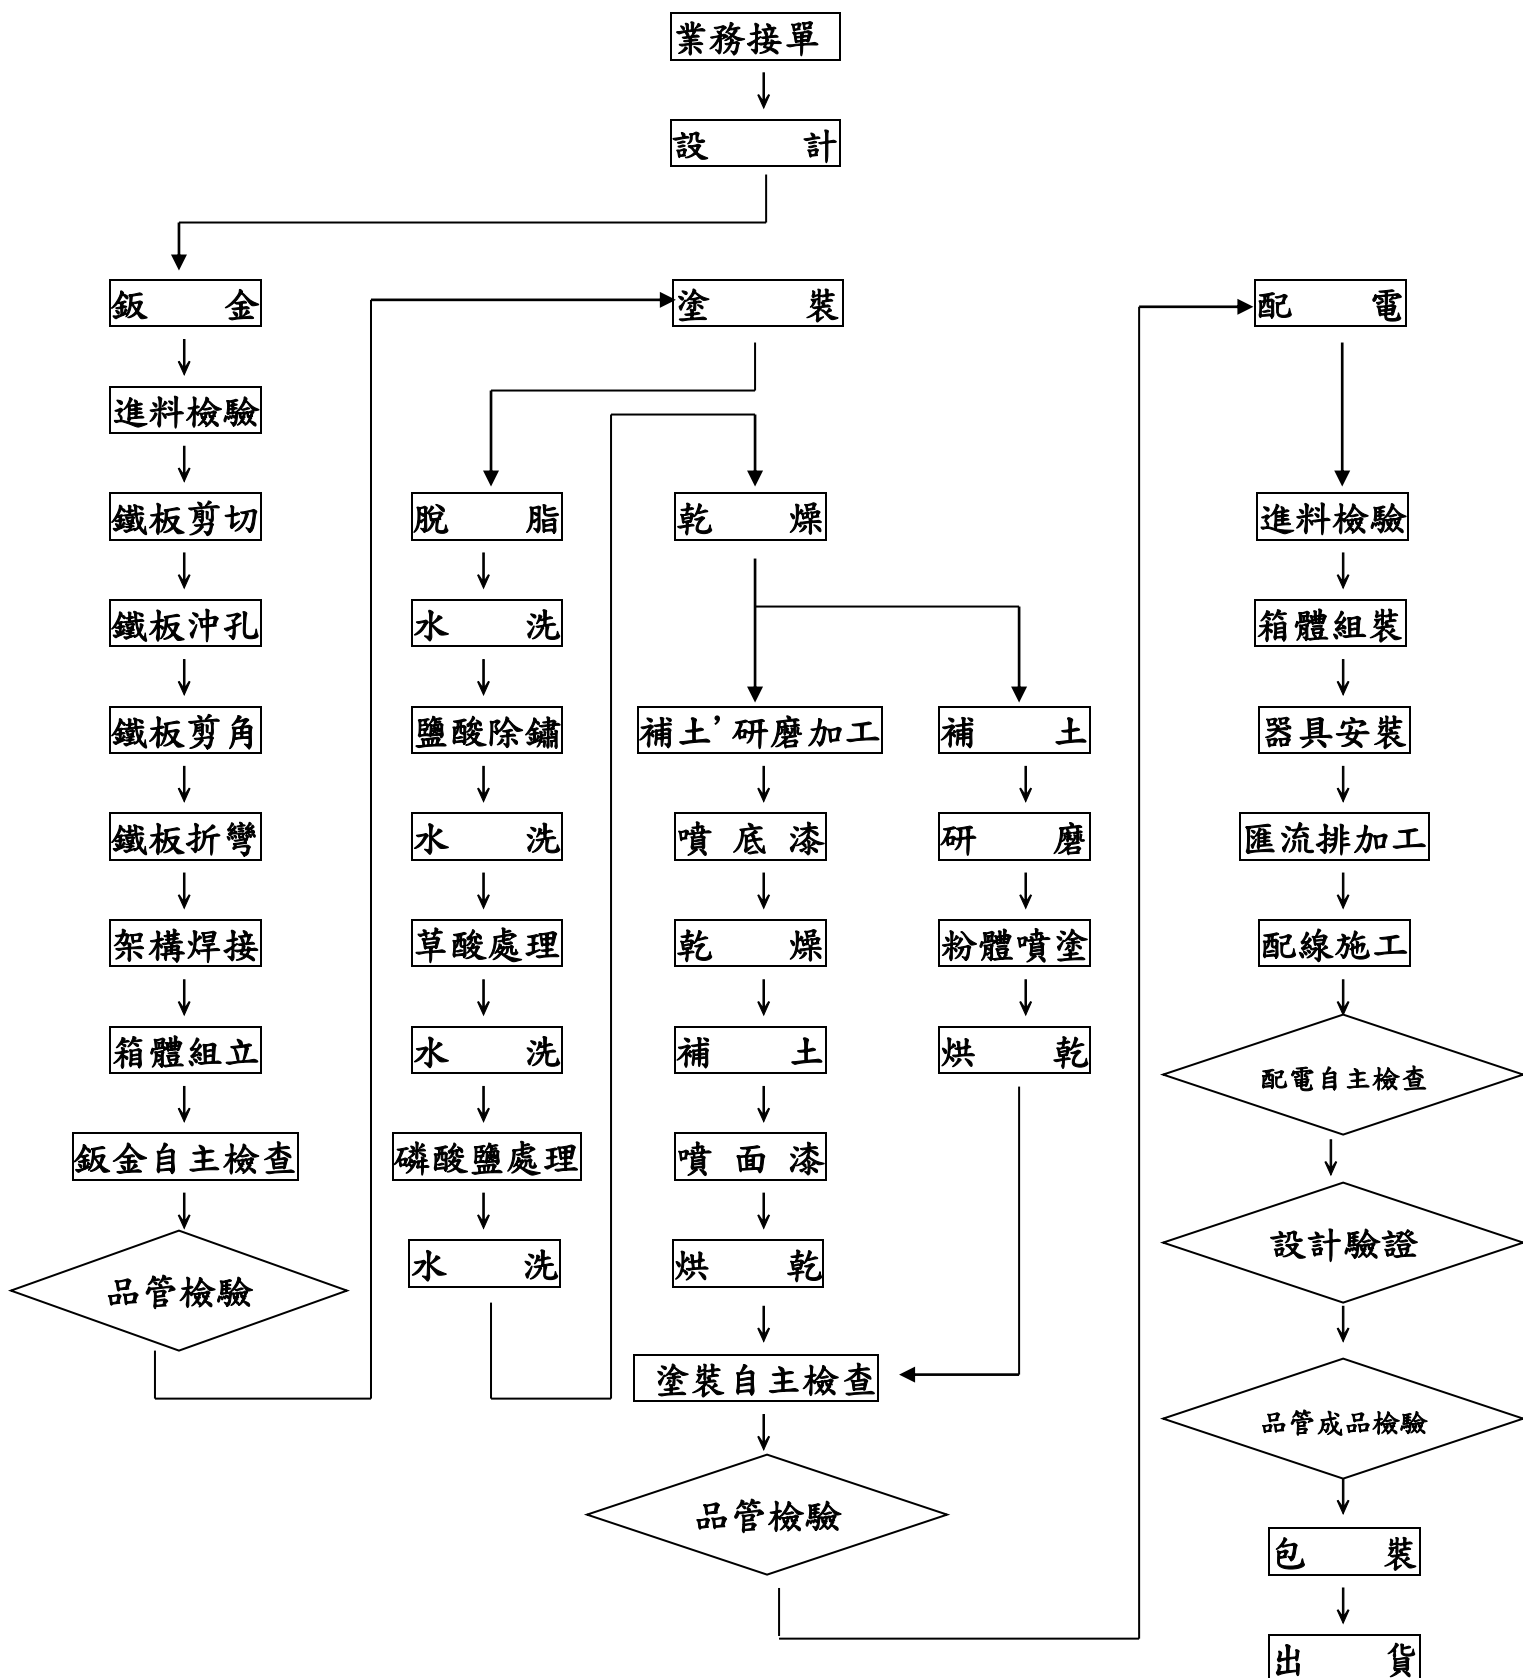 業務接單
設 計
鈑 金
進料檢驗
鐵板剪切
鐵板沖孔
鐵板剪角
鐵板折彎
架構焊接
箱體組立
鈑金自主檢查
品管檢驗
塗 裝
脫 脂
水 洗
鹽酸除鏽
水 洗
草酸處理
水 洗
磷酸鹽處理
水 洗
乾 燥
補土’研磨加工
噴 底 漆
乾 燥
補 土
噴 面 漆
烘 乾
補 土
研 磨
粉體噴塗
烘 乾
塗裝自主檢查
品管檢驗
配 電
進料檢驗
箱體組裝
器具安裝
匯流排加工
配線施工
配電自主檢查
設計驗證
品管成品檢驗
包 裝
出 貨